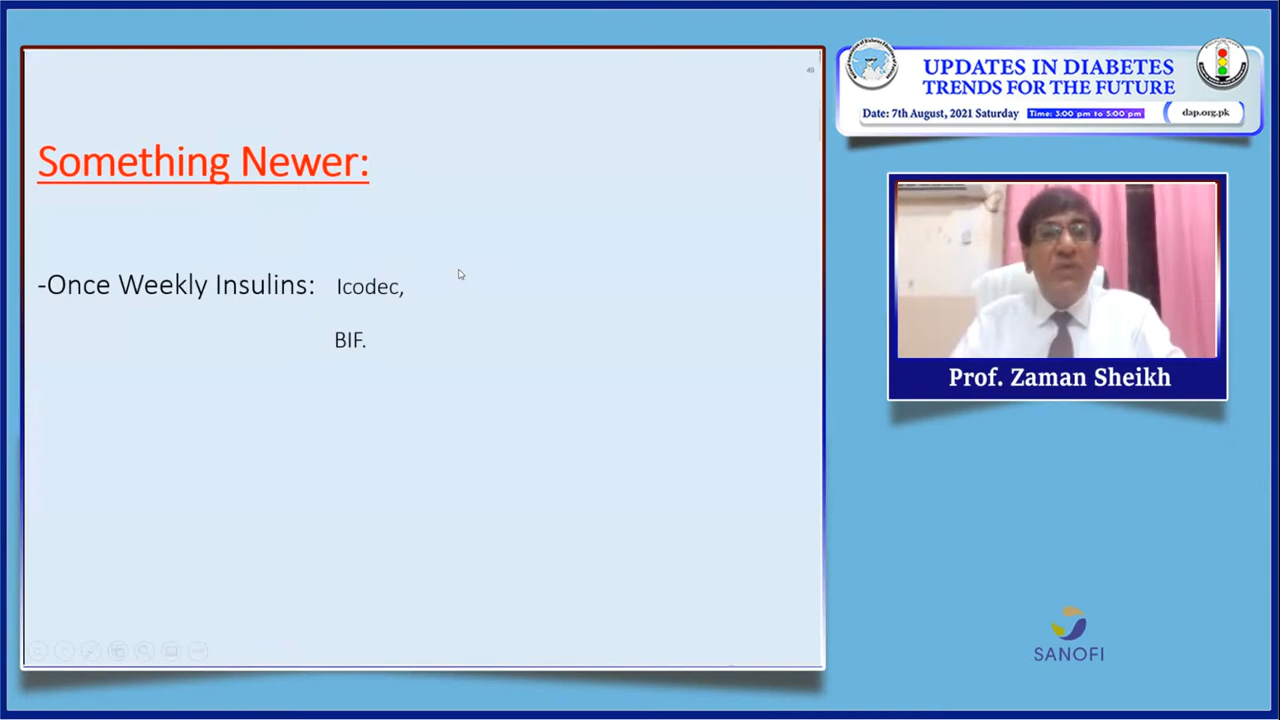 49
Something Newer:
-Once Weekly Insulins: Icodec,
BIF.
UPDATES IN DIABETES
TRENDS FOR THE FUTURE
Date: 7th August, 2021 Saturday Time: 3:00 pm to 5:00 pm dap.org.pk
Prof. Zaman Sheikh
SANOFI